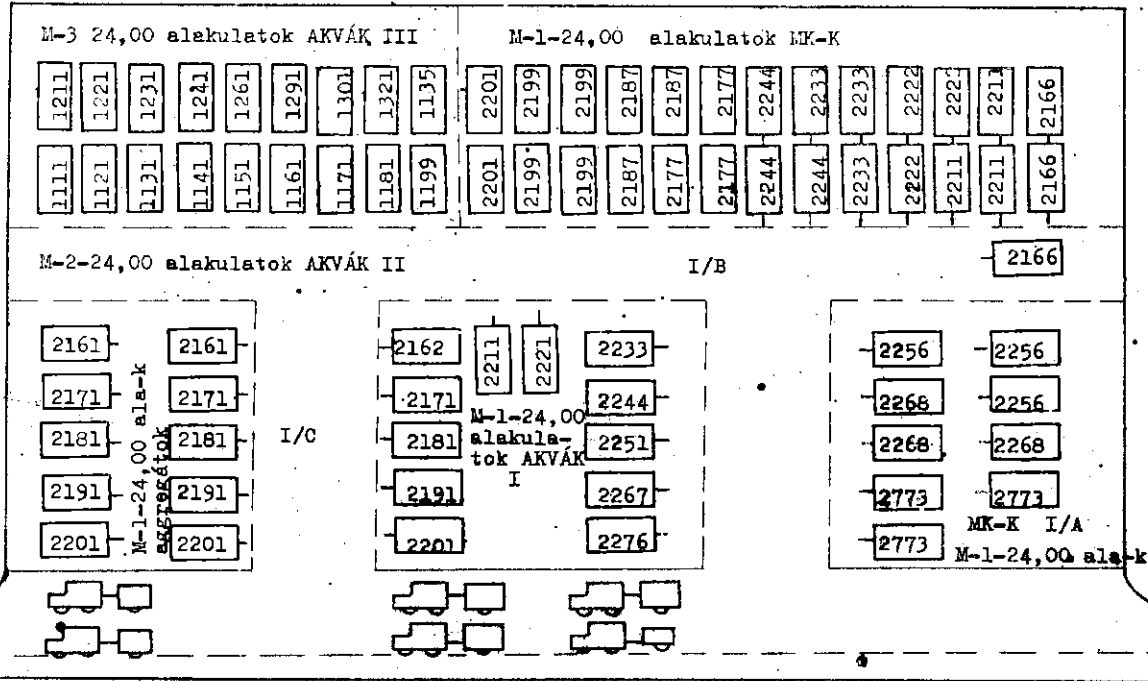 M-3 24,00 alakulatok AKVÁK III
M-1-24,00 alakulatok MK-K
1211 1221 1231 1241 1261 1291 1301 1321 1135
2201 2199 2199 2187 2187 2177 2244 2233 2233 2222 2222 2211 2166
1111 1121 1131 1141 1151 1161 1171 1181 1199
2201 2199 2199 2187 2177 2177 2244 2244 2233 2222 2211 2211 2166
M-2-24,00 alakulatok AKVÁK II
I/B
2166
2161 2161
2171 2171
2181 2181
2191 2191
2201 2201
M-1-24,00 ala-k
aggregátok
I/C
2162 2211 2221 2233
2171 2244
2181 2251
2191 2267
2201 2276
M-1-24,00
alakula-
tok AKVÁK
I
2256 2256
2268 2256
2268 2268
2773 2773
2773
MK-K I/A
M-1-24,00 ala-k